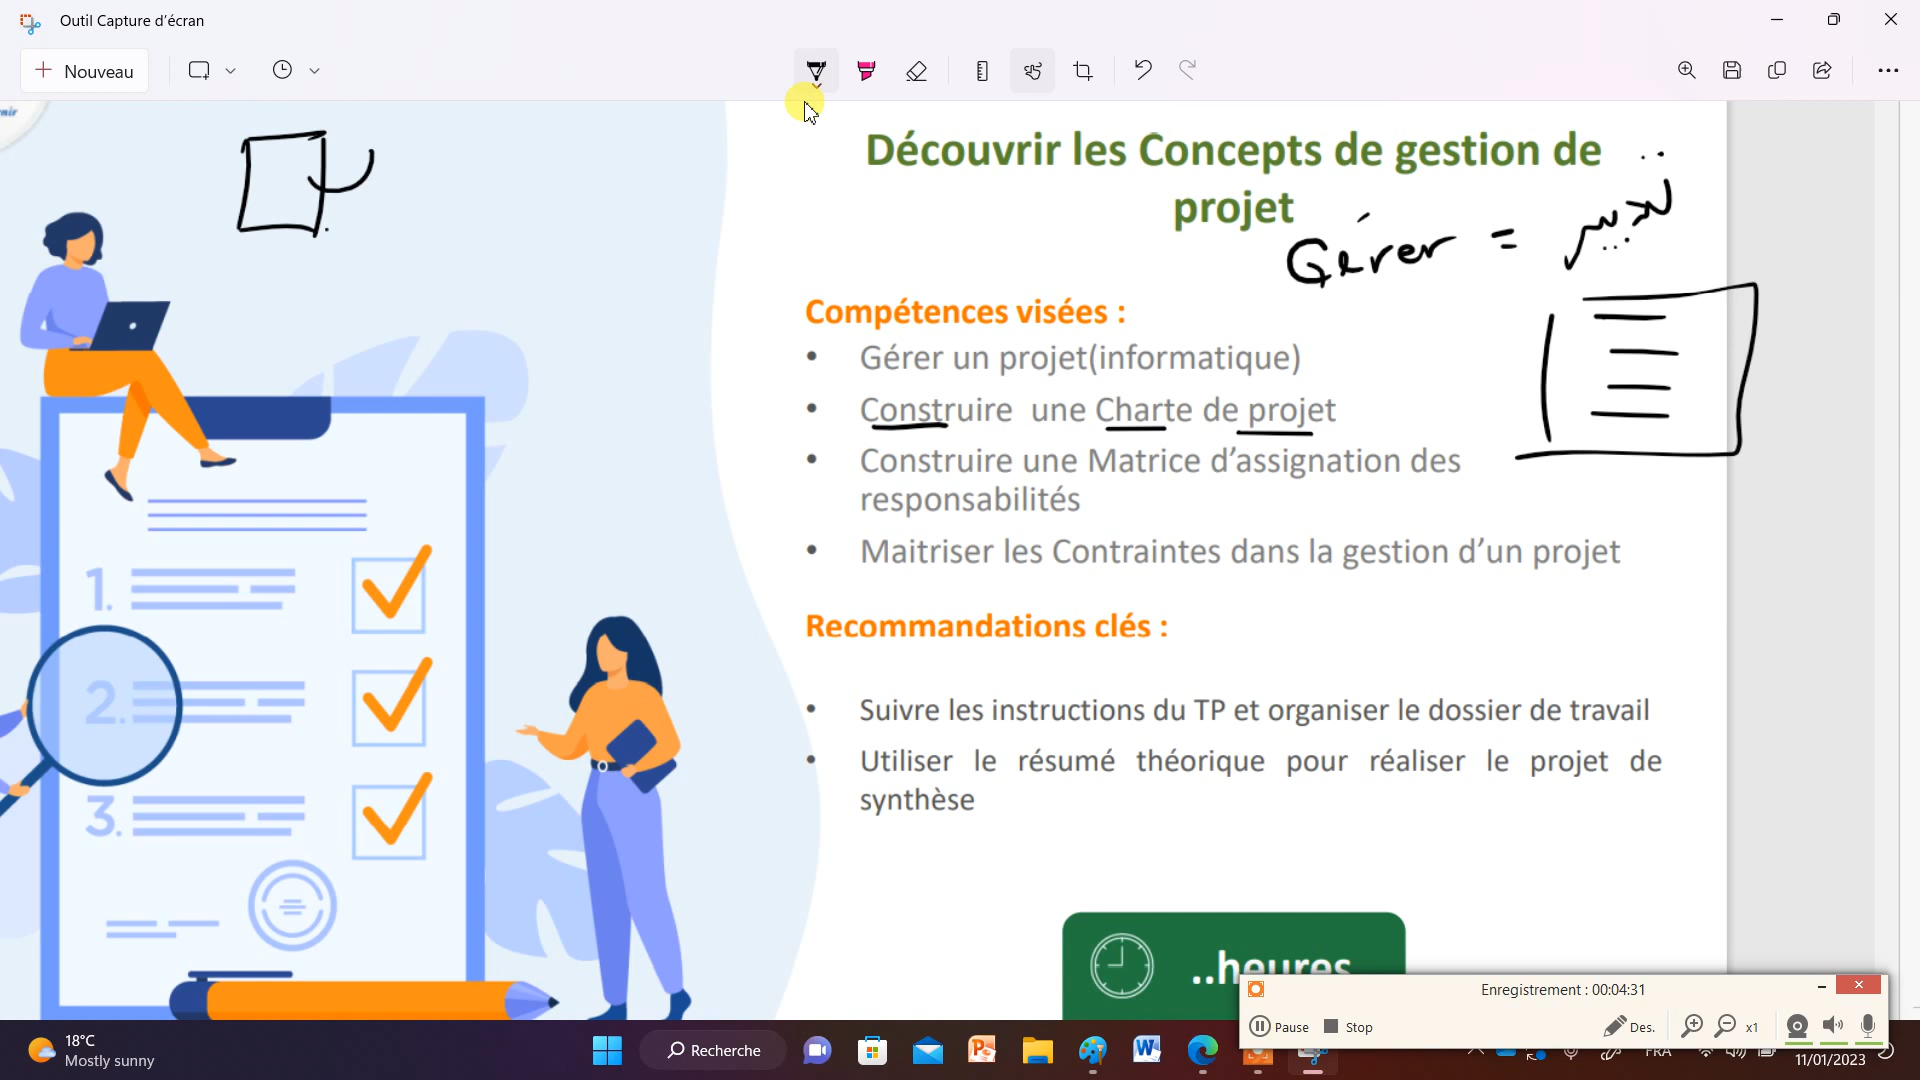 Outil Capture d'écran
Nouveau
nir
Découvrir les Concepts de gestion de
projet
Gérer =
Compétences visées :
• Gérer un projet(informatique)
• Construire une Charte de projet
• Construire une Matrice d'assignation des
responsabilités
• Maitriser les Contraintes dans la gestion d'un projet
Recommandations clés :
• Suivre les instructions du TP et organiser le dossier de travail
• Utiliser le résumé théorique pour réaliser le projet de
synthèse
1.
2.
3.
..heures
Enregistrement : 00:04:31
Pause Stop Des. x1
18°C
Mostly sunny
Recherche
FRA
11/01/2023